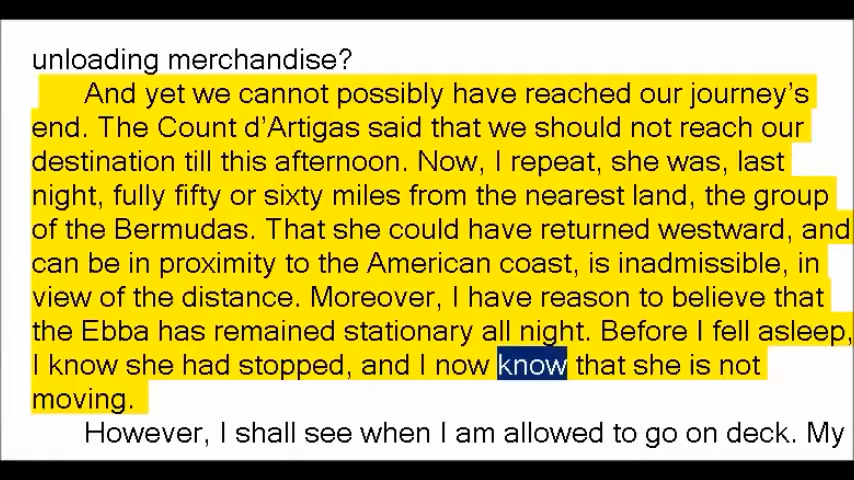 unloading merchandise?
And yet we cannot possibly have reached our journey’s
end. The Count d’Artigas said that we should not reach our
destination till this afternoon. Now, I repeat, she was, last
night, fully fifty or sixty miles from the nearest land, the group
of the Bermudas. That she could have returned westward, and
can be in proximity to the American coast, is inadmissible, in
view of the distance. Moreover, I have reason to believe that
the Ebba has remained stationary all night. Before I fell asleep,
I know she had stopped, and I now know that she is not
moving.
However, I shall see when I am allowed to go on deck. My